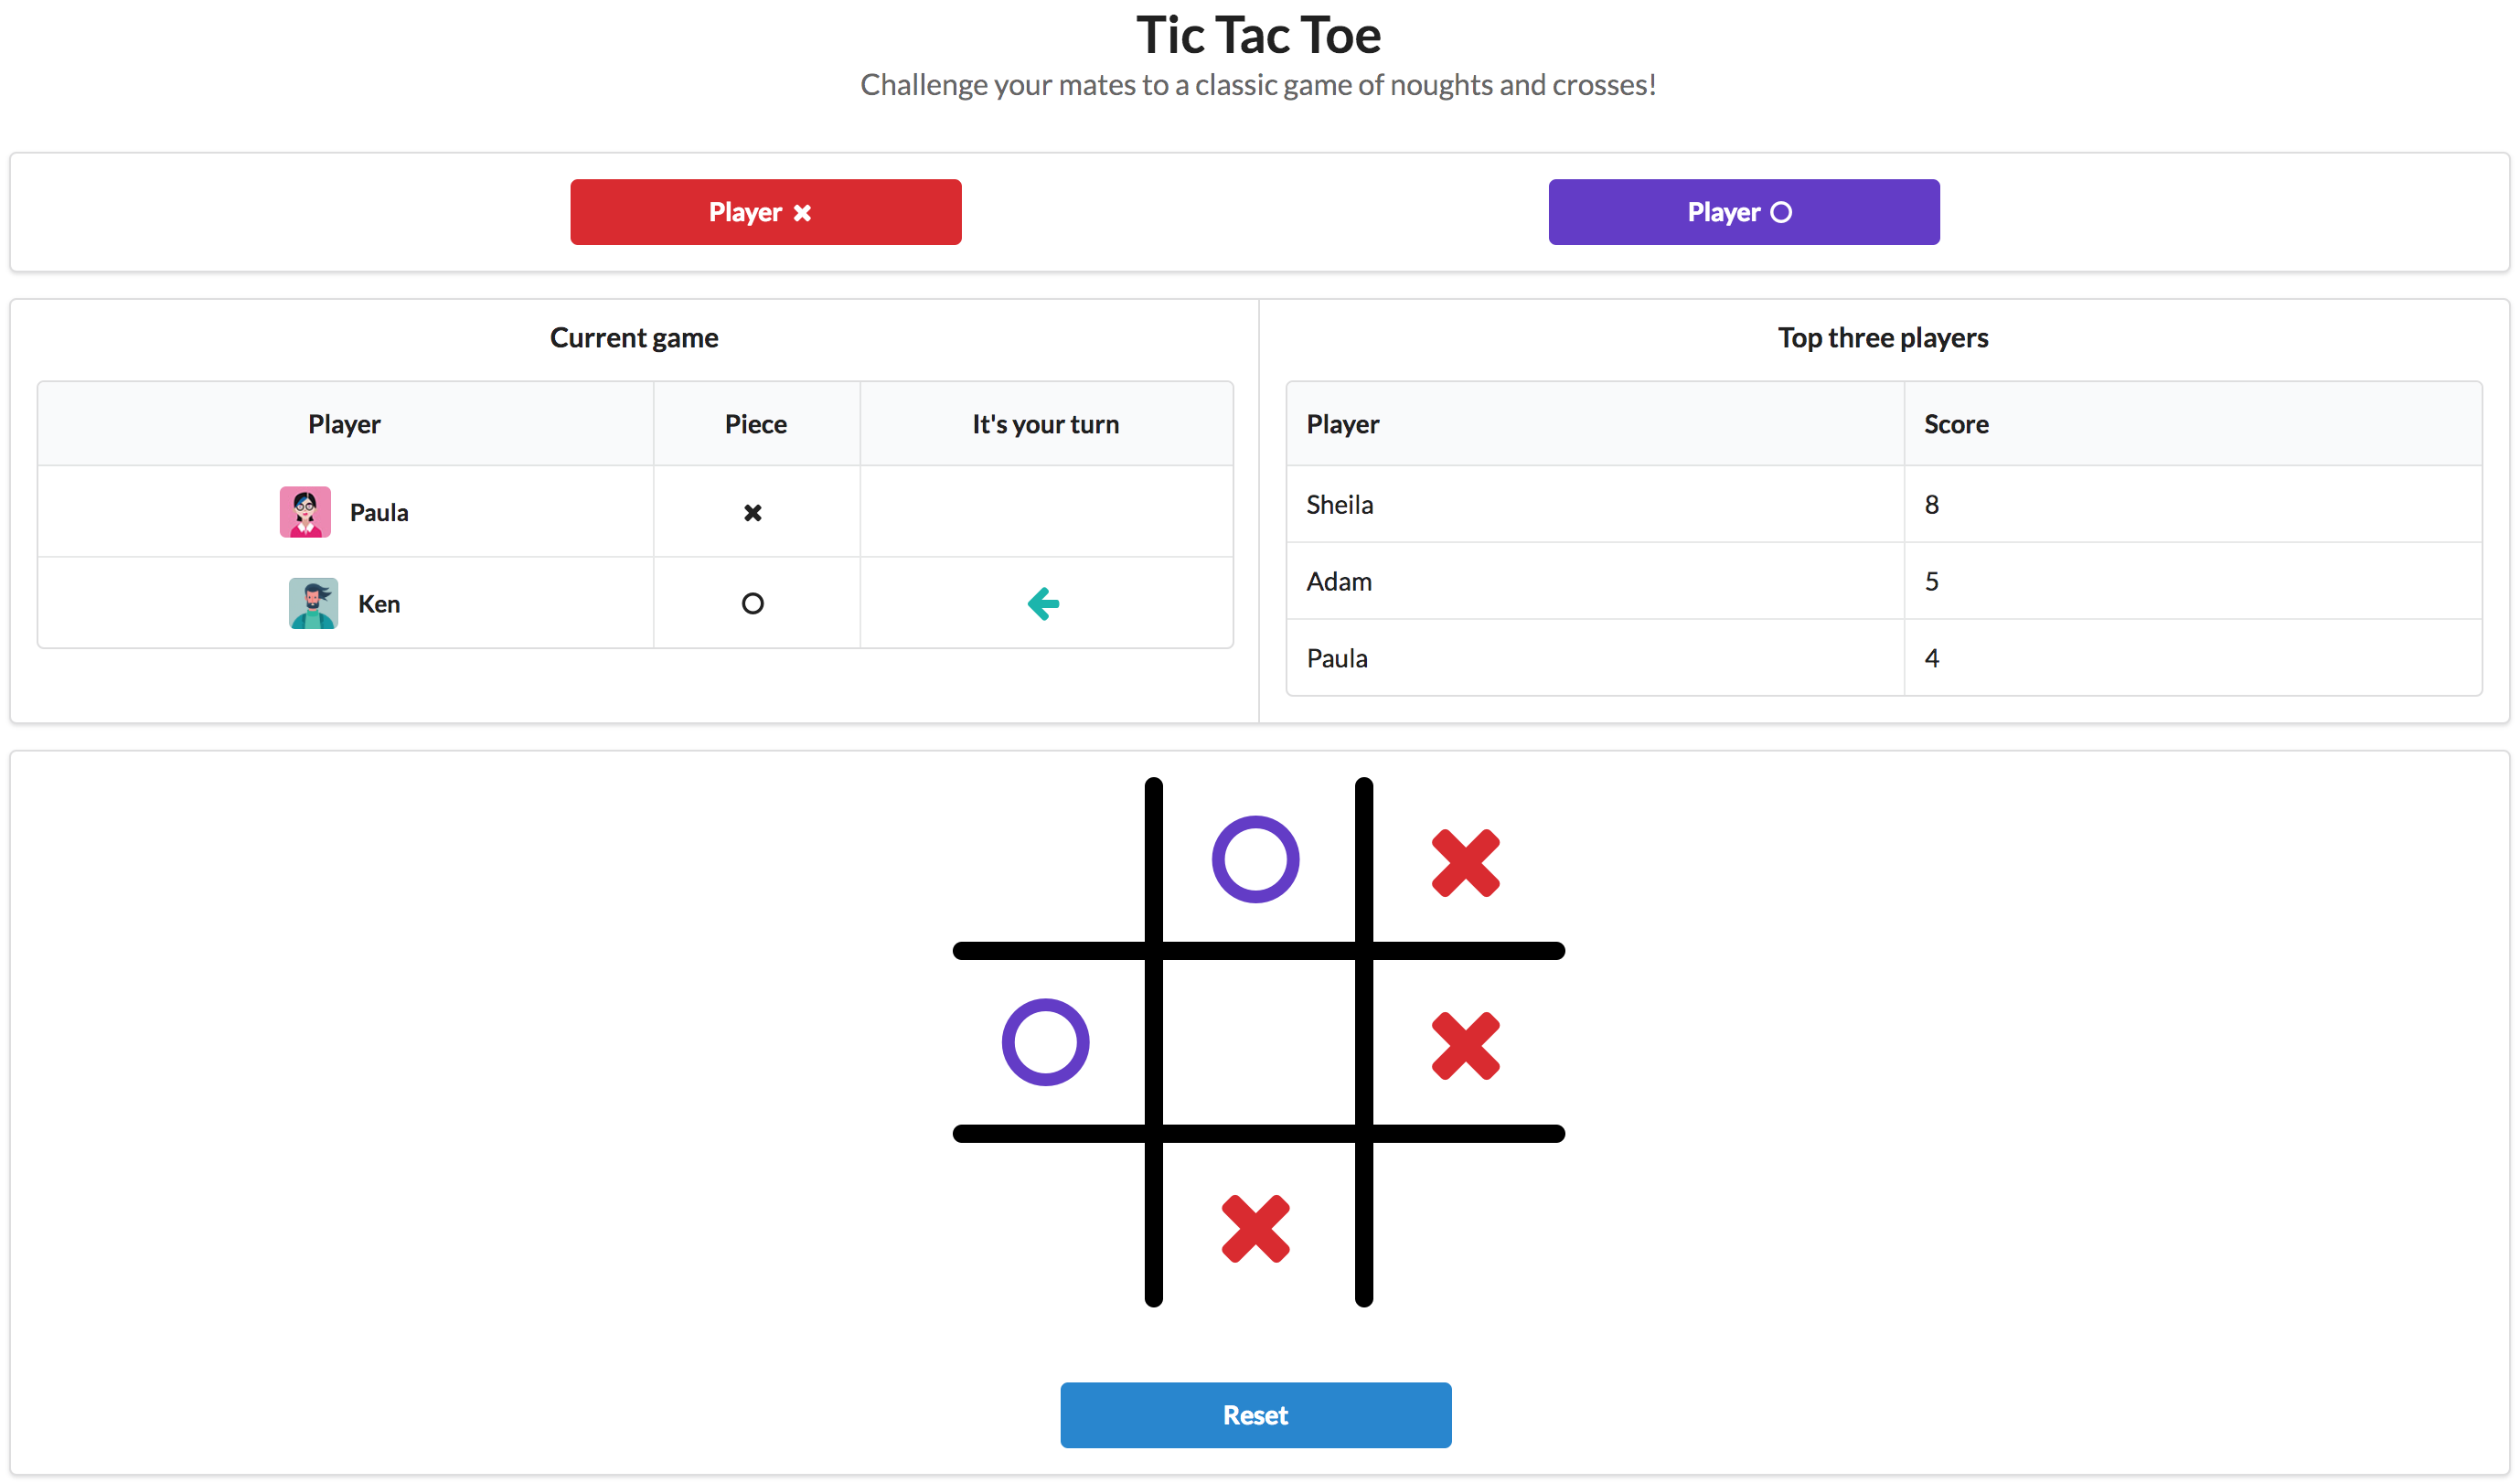 Tic Tac Toe
Challenge your mates to a classic game of noughts and crosses!
Player
Player
Current game
Player Piece It's your turn
Paula
Ken
Top three players
Player Score
Sheila 8
Adam 5
Paula 4
Reset